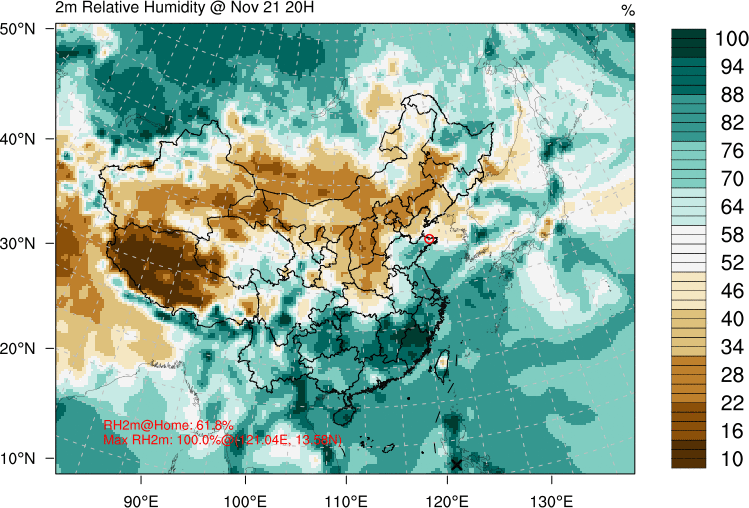 2m Relative Humidity @ Nov 21 20H
%
50°N
40°N
30°N
20°N
10°N
90°E
100°E
110°E
120°E
130°E
RH2m@Home: 61.8%
Max RH2m: 100.0%@(121.04E, 13.59N)
100
94
88
82
76
70
64
58
52
46
40
34
28
22
16
10